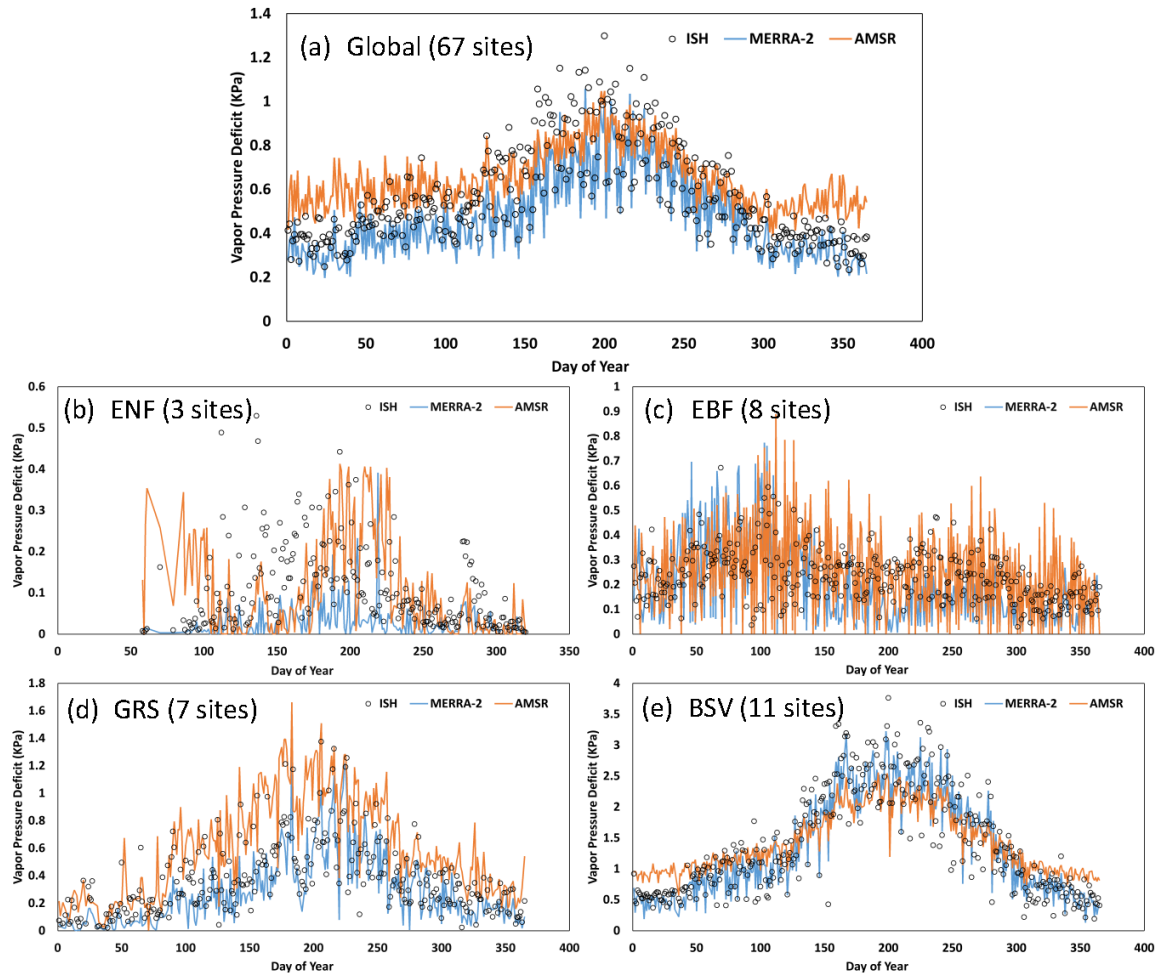 (a) Global (67 sites)
ISH MERRA-2 AMSR
Vapor Pressure Deficit (KPa)
1.4
1.2
1
0.8
0.6
0.4
0.2
0
0 50 100 150 200 250 300 350 400
Day of Year
(b) ENF (3 sites)
ISH MERRA-2 AMSR
Vapor Pressure Deficit (KPa)
0.6
0.5
0.4
0.3
0.2
0.1
0
0 50 100 150 200 250 300 350
Day of Year
(c) EBF (8 sites)
ISH MERRA-2 AMSR
Vapor Pressure Deficit (KPa)
1
0.9
0.8
0.7
0.6
0.5
0.4
0.3
0.2
0.1
0
0 50 100 150 200 250 300 350 400
Day of Year
(d) GRS (7 sites)
ISH MERRA-2 AMSR
Vapor Pressure Deficit (KPa)
1.8
1.6
1.4
1.2
1
0.8
0.6
0.4
0.2
0
0 50 100 150 200 250 300 350 400
Day of Year
(e) BSV (11 sites)
ISH MERRA-2 AMSR
Vapor Pressure Deficit (KPa)
4
3.5
3
2.5
2
1.5
1
0.5
0
0 50 100 150 200 250 300 350 400
Day of Year